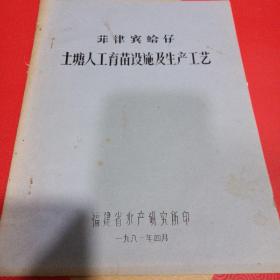 菲律宾蛤仔
土塘人工育苗设施及生产工艺
福建省水产研究所印
一九八一年四月